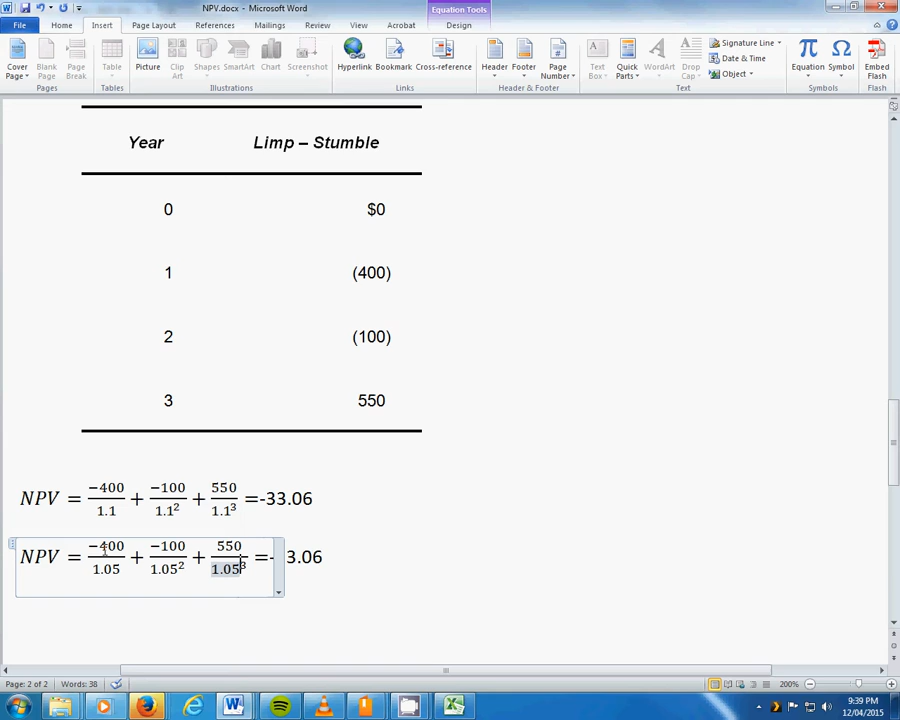 NPV.docx - Microsoft Word
Equation Tools
File Home Insert Page Layout References Mailings Review View Acrobat Design
Cover Page Blank Page Page Break Table Picture Clip Art Shapes SmartArt Chart Screenshot Hyperlink Bookmark Cross-reference Header Footer Page Number Text Box Quick Parts WordArt Drop Cap Signature Line Date & Time Object Equation Symbol Embed Flash
Pages Tables Illustrations Links Header & Footer Text Symbols Flash
Year Limp – Stumble
0 $0
1 (400)
2 (100)
3 550
NPV = −400/1.1 + −100/1.1² + 550/1.1³ =-33.06
NPV = −400/1.05 + −100/1.05² + 550/1.05³ =- 3.06
Page: 2 of 2 Words: 38 200%
9:39 PM
12/04/2015